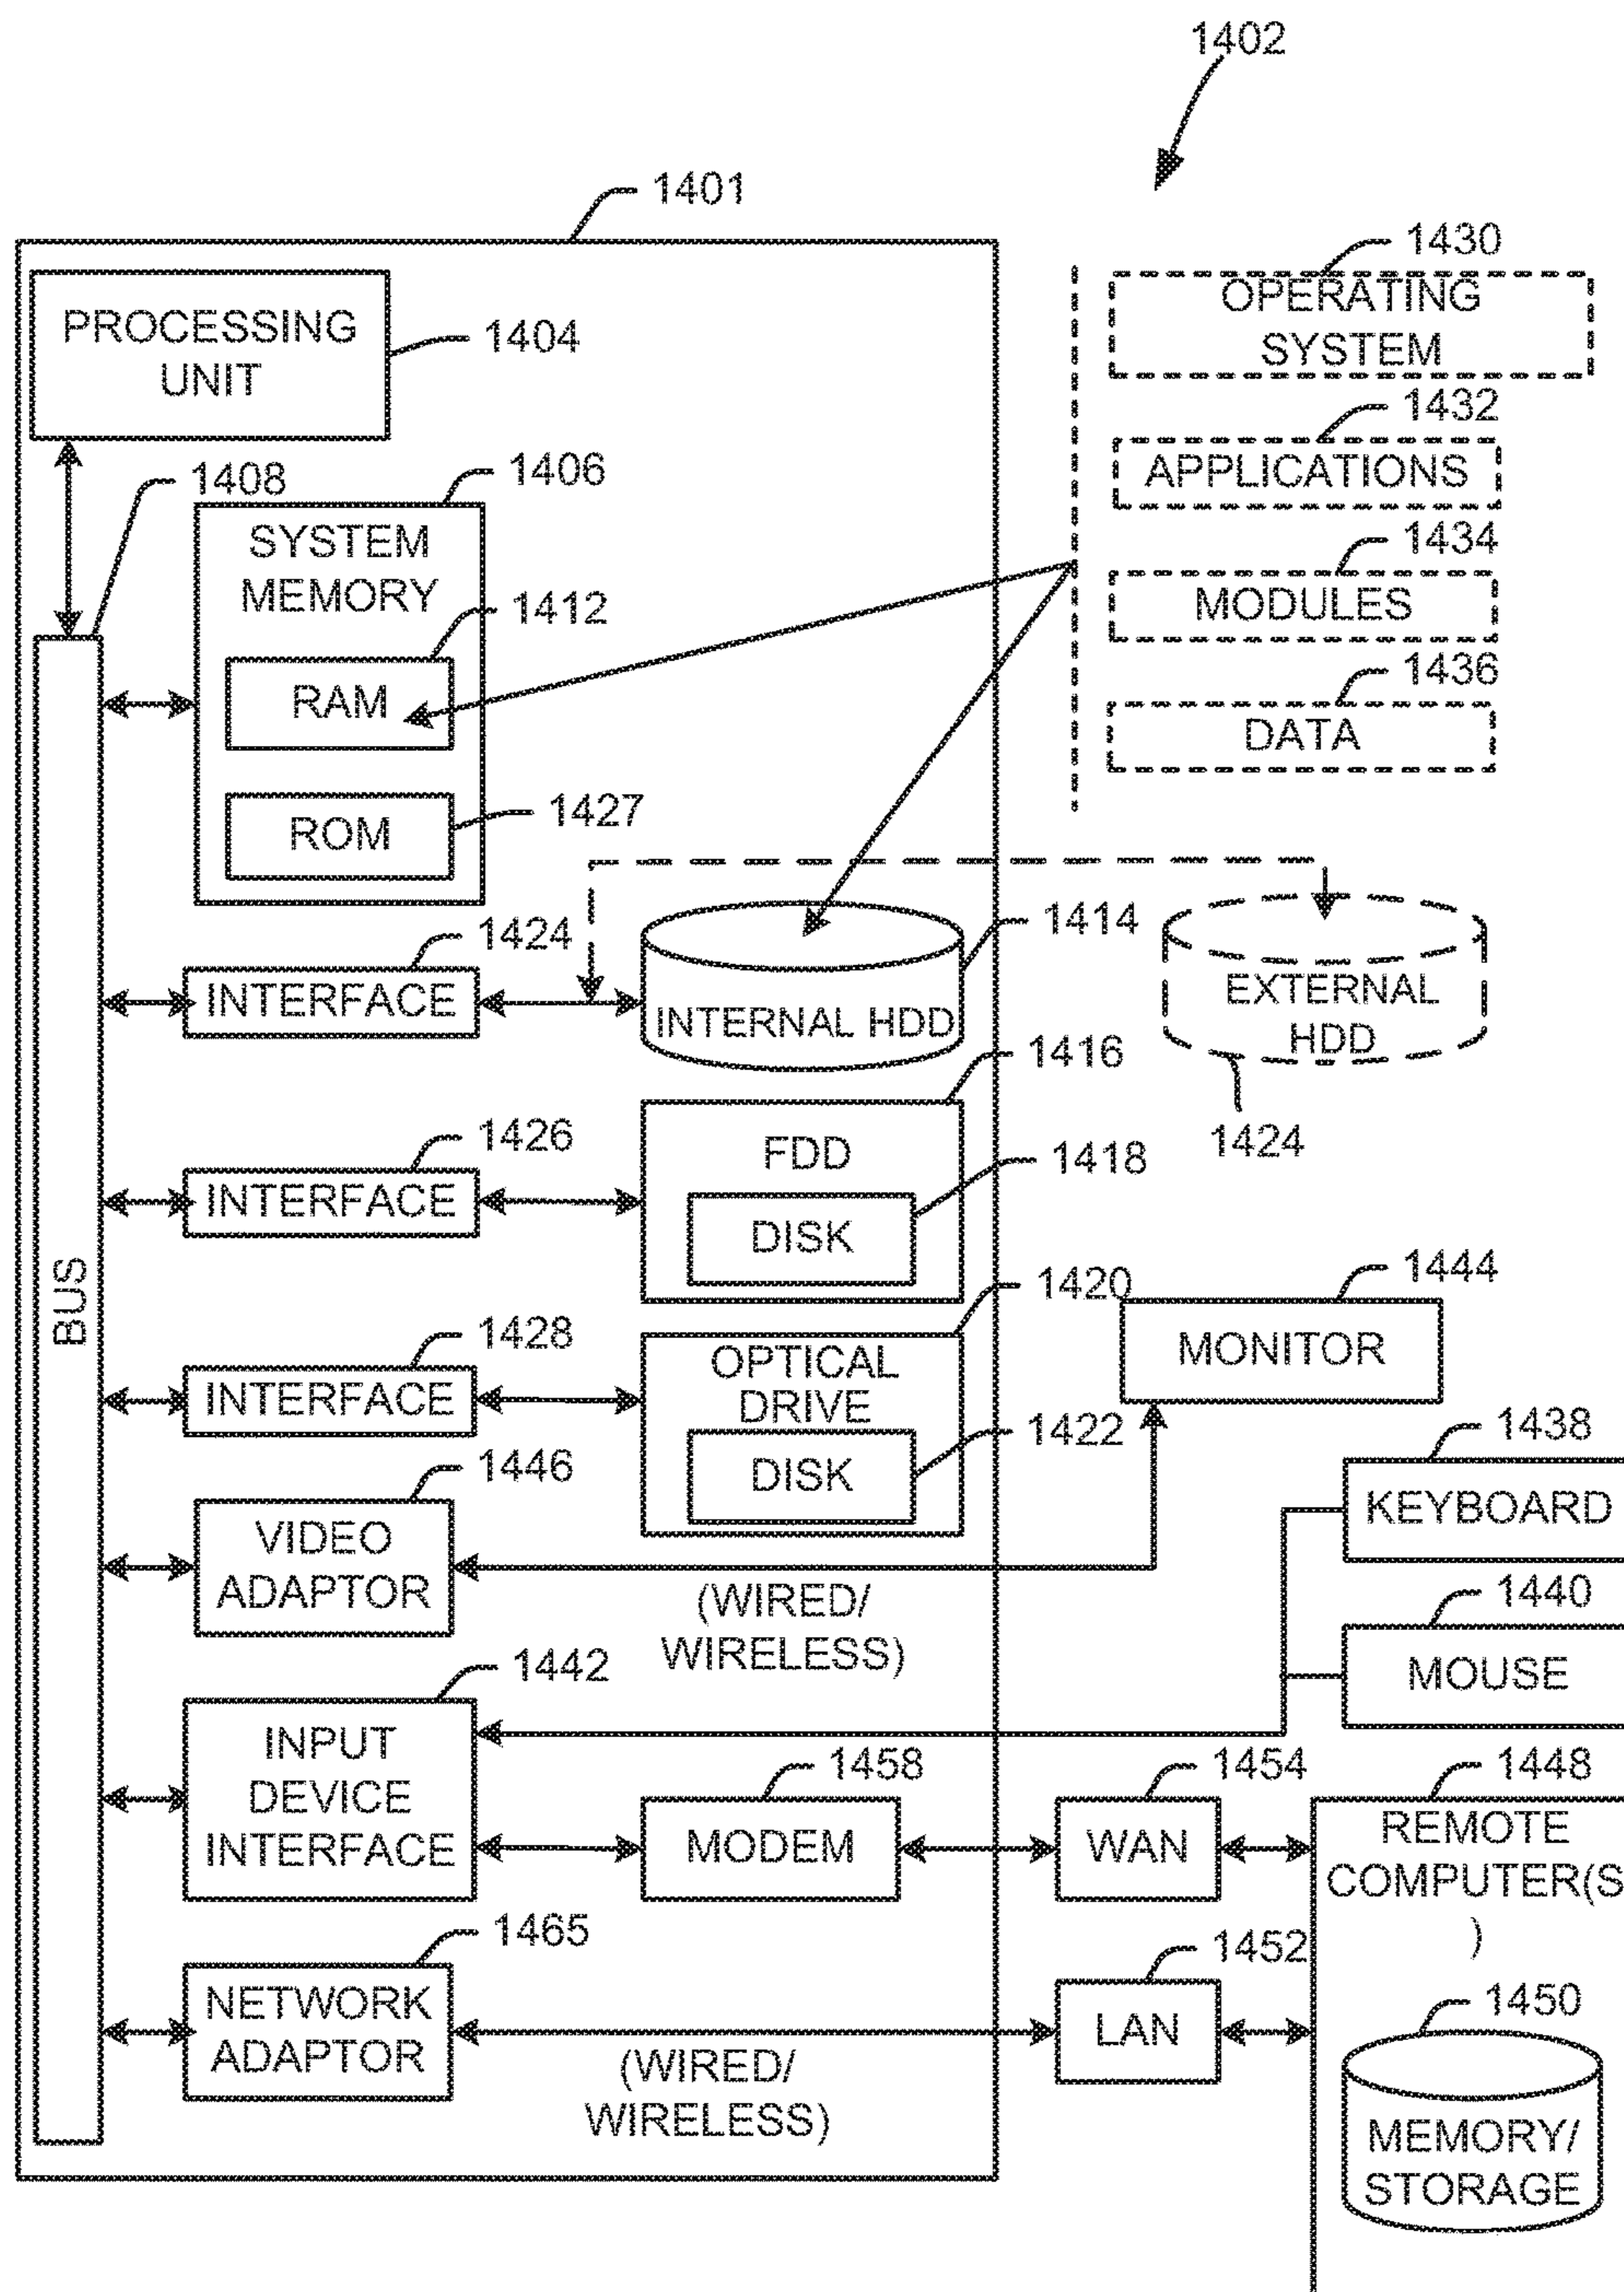 1402
1401
PROCESSING
UNIT
1404
1430
OPERATING
SYSTEM
1432
APPLICATIONS
1434
MODULES
1436
DATA
1408
1406
SYSTEM
MEMORY
1412
RAM
ROM
1427
BUS
1424
INTERFACE
1414
INTERNAL HDD
EXTERNAL
HDD
1424
1426
INTERFACE
1416
FDD
1418
DISK
1428
INTERFACE
1420
OPTICAL
DRIVE
1422
DISK
1444
MONITOR
1446
VIDEO
ADAPTOR
(WIRED/
WIRELESS)
1438
KEYBOARD
1440
MOUSE
1442
INPUT
DEVICE
INTERFACE
1458
MODEM
1454
WAN
1448
REMOTE
COMPUTER(S
)
1465
NETWORK
ADAPTOR
(WIRED/
WIRELESS)
1452
LAN
1450
MEMORY/
STORAGE